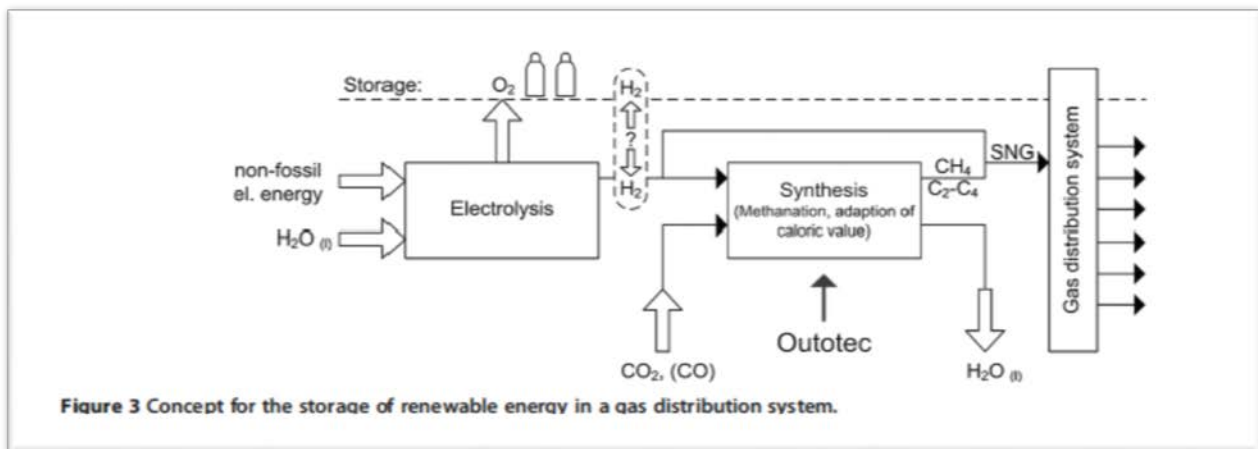 Storage:
O₂
H₂
?
H₂
non-fossil
el. energy
H₂O (l)
Electrolysis
Synthesis
(Methanation, adaption of
caloric value)
CH₄
C₂-C₄
SNG
Gas distribution system
Outotec
CO₂, (CO)
H₂O (l)
Figure 3 Concept for the storage of renewable energy in a gas distribution system.